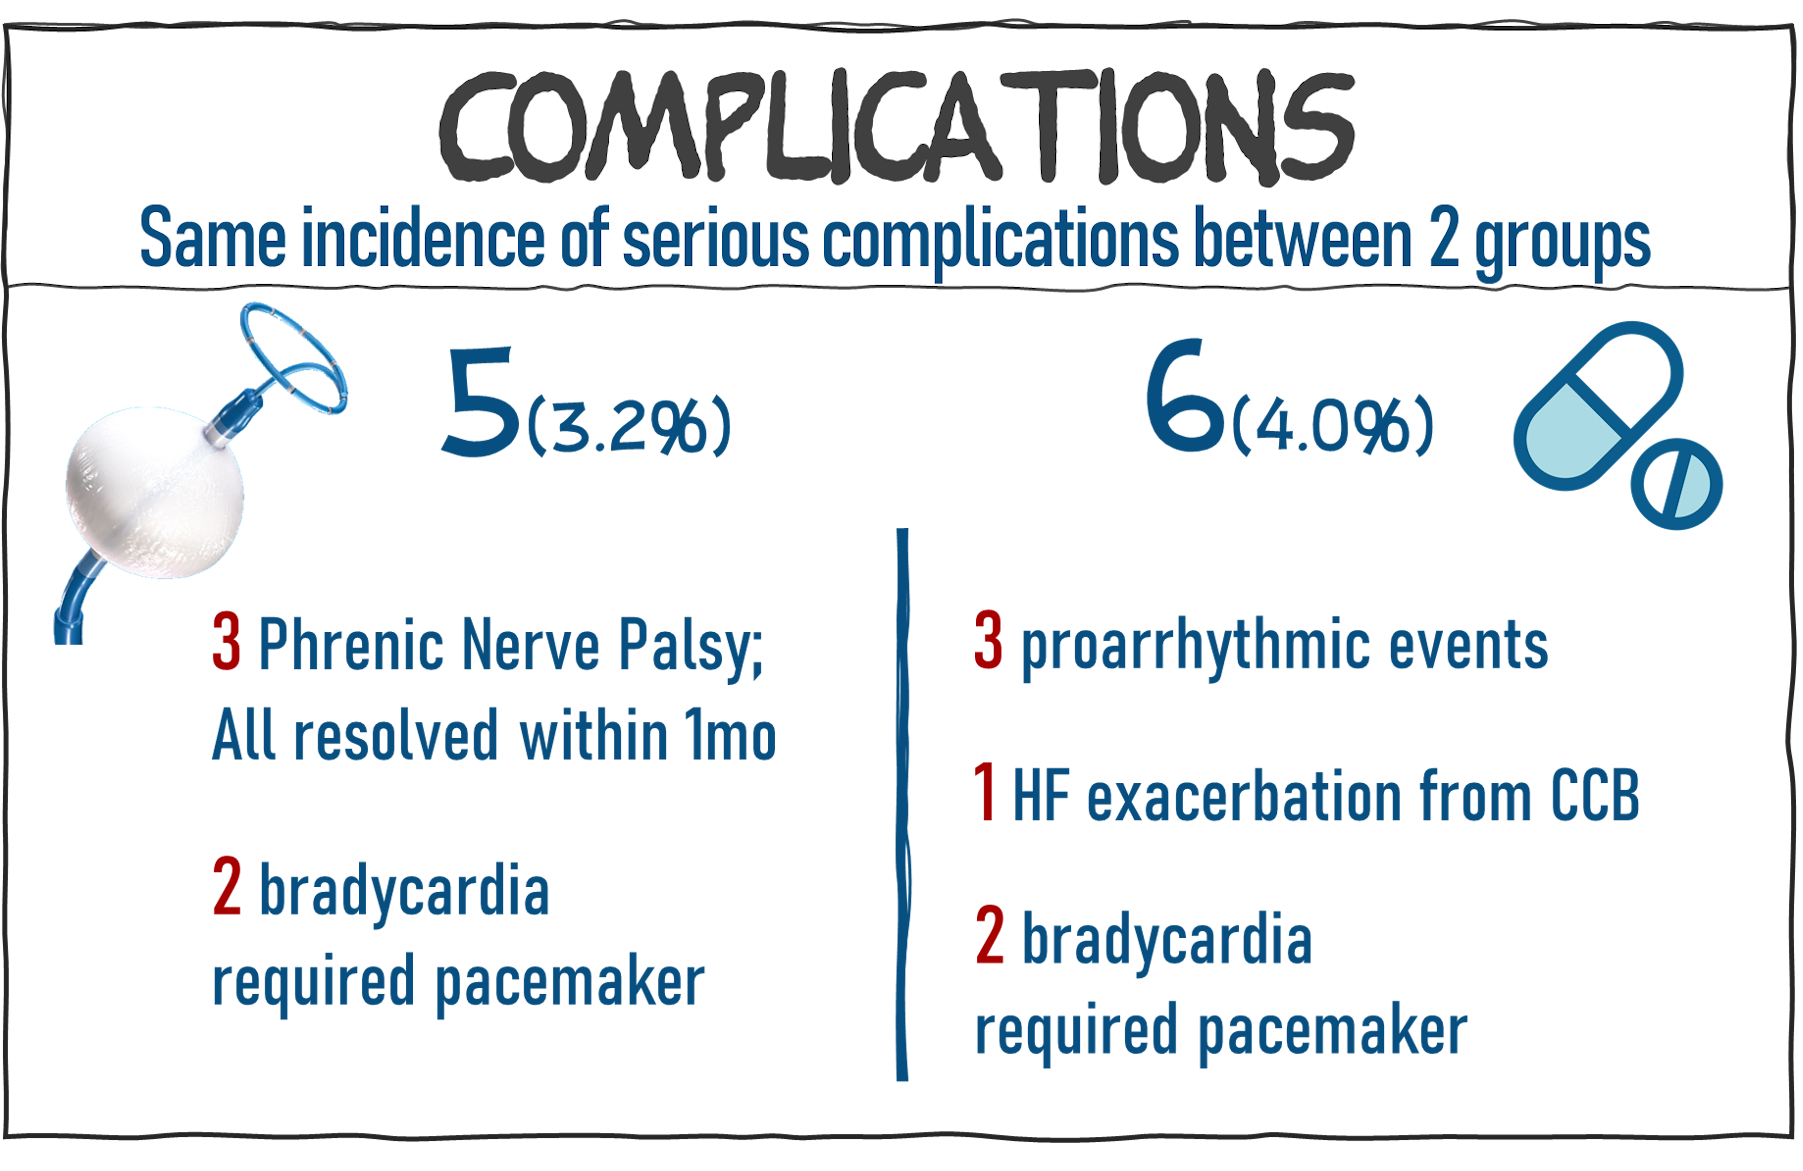 COMPLICATIONS
Same incidence of serious complications between 2 groups
5(3.2%)
6(4.0%)
3 Phrenic Nerve Palsy;
All resolved within 1mo
2 bradycardia
required pacemaker
3 proarrhythmic events
1 HF exacerbation from CCB
2 bradycardia
required pacemaker